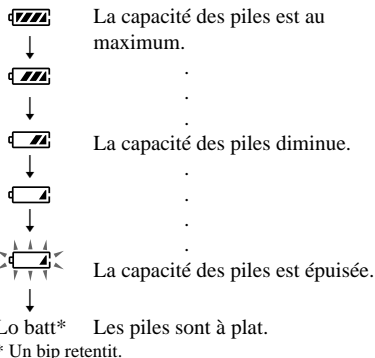 La capacité des piles est au
maximum.
.
.
.
La capacité des piles diminue.
.
.
.
.
La capacité des piles est épuisée.
Lo batt* Les piles sont à plat.
* Un bip retentit.